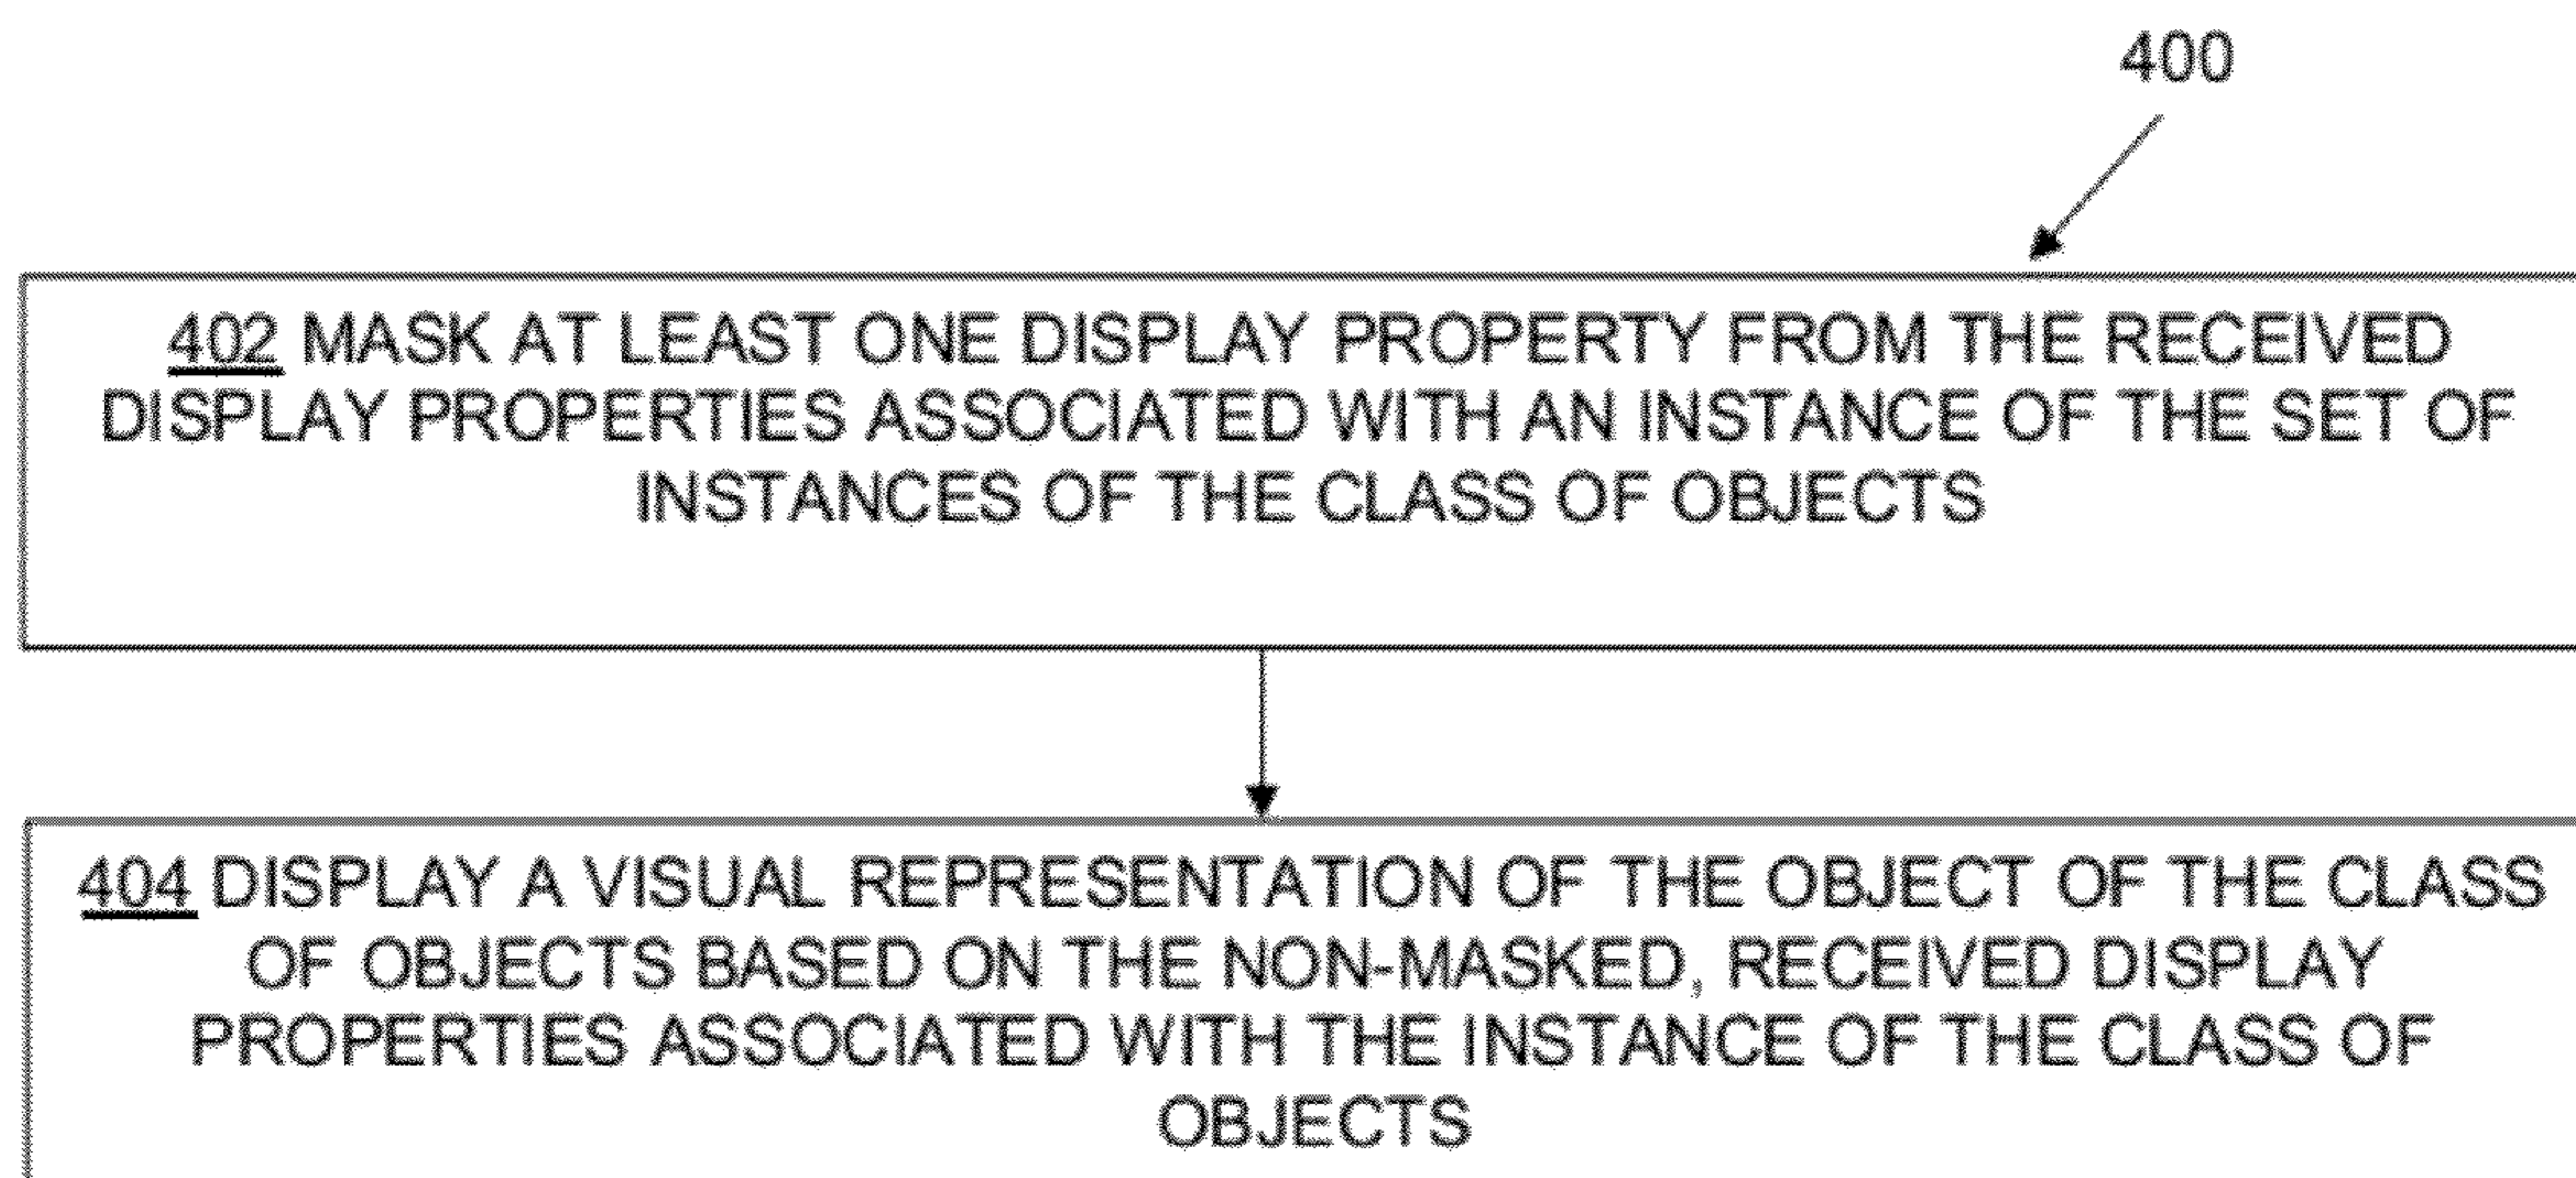 400
402 MASK AT LEAST ONE DISPLAY PROPERTY FROM THE RECEIVED
DISPLAY PROPERTIES ASSOCIATED WITH AN INSTANCE OF THE SET OF
INSTANCES OF THE CLASS OF OBJECTS
404 DISPLAY A VISUAL REPRESENTATION OF THE OBJECT OF THE CLASS
OF OBJECTS BASED ON THE NON-MASKED, RECEIVED DISPLAY
PROPERTIES ASSOCIATED WITH THE INSTANCE OF THE CLASS OF
OBJECTS